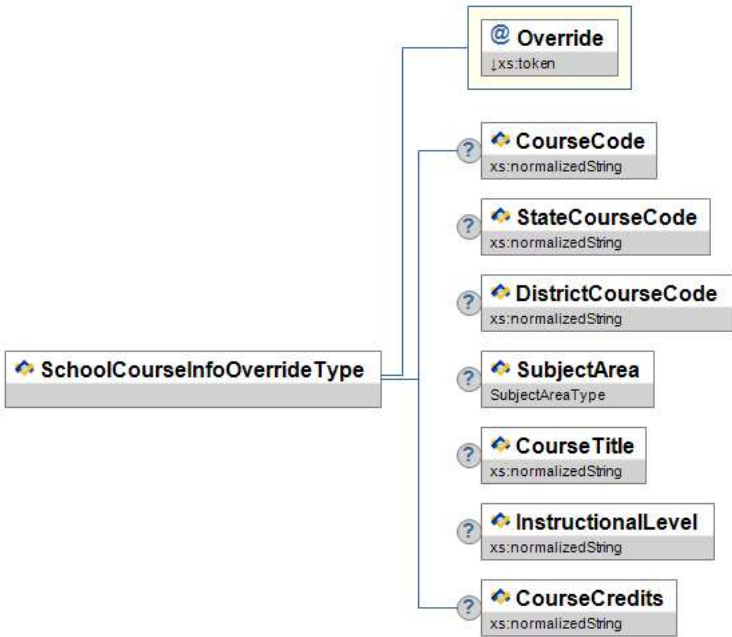 @ Override
↓xs:token
? CourseCode
xs:normalizedString
? StateCourseCode
xs:normalizedString
? DistrictCourseCode
xs:normalizedString
SchoolCourseInfoOverrideType
? SubjectArea
SubjectAreaType
? CourseTitle
xs:normalizedString
? InstructionalLevel
xs:normalizedString
? CourseCredits
xs:normalizedString